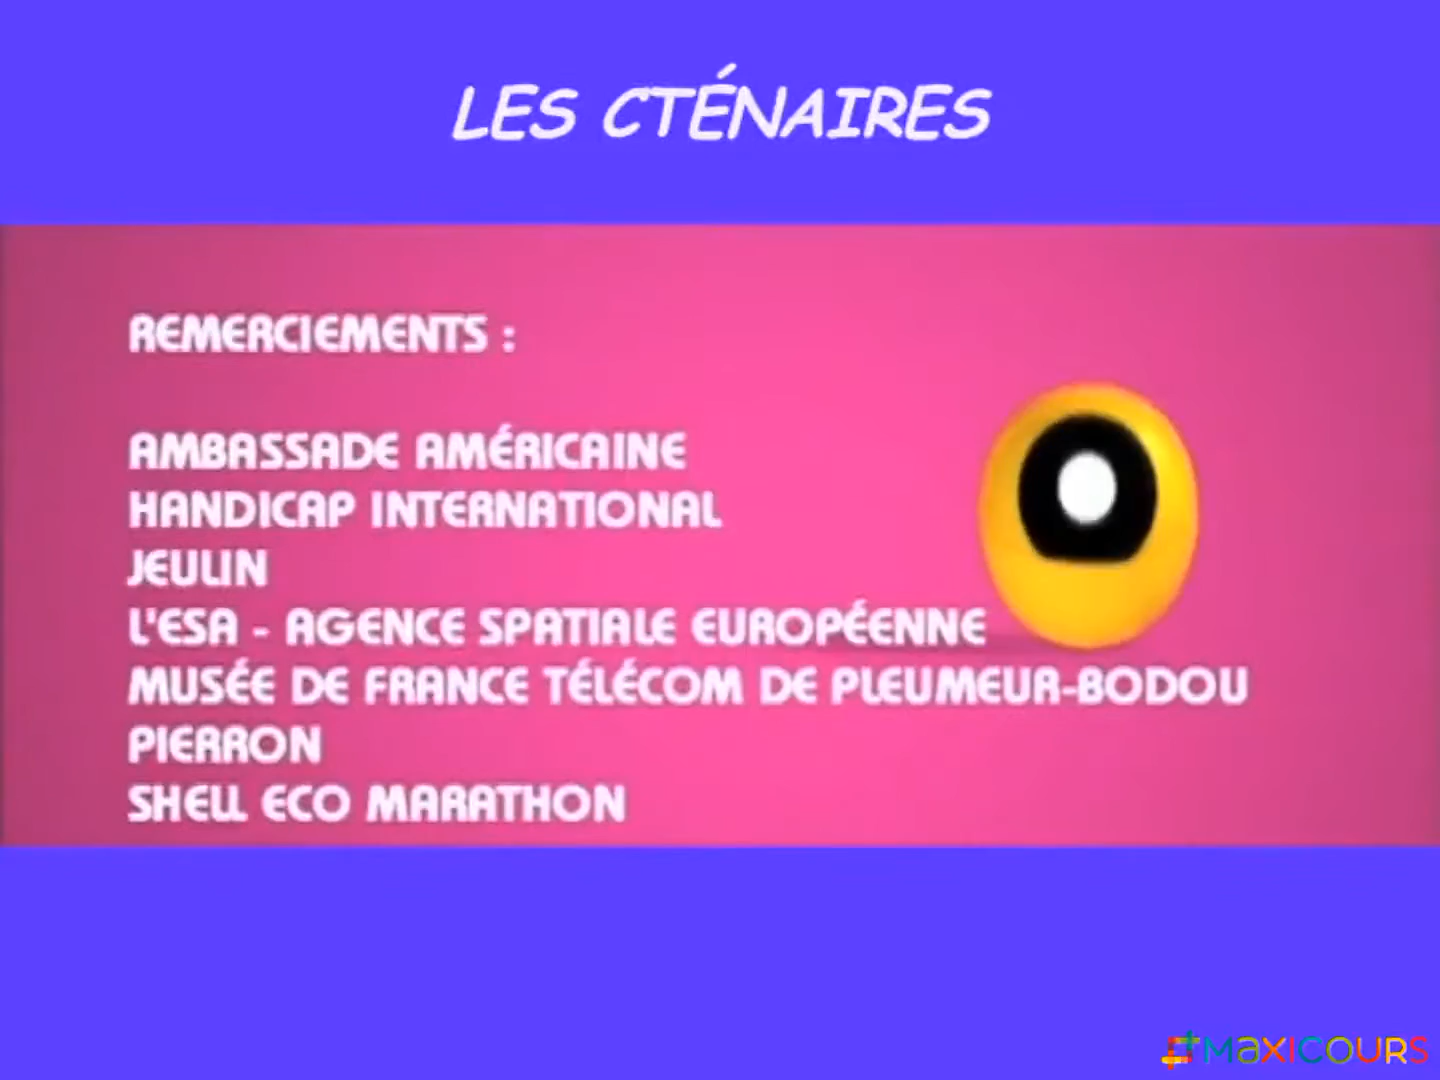 LES CTÉNAIRES
REMERCIEMENTS :
AMBASSADE AMÉRICAINE
HANDICAP INTERNATIONAL
JEULIN
L'ESA - AGENCE SPATIALE EUROPÉENNE
MUSÉE DE FRANCE TÉLÉCOM DE PLEUMEUR-BODOU
PIERRON
SHELL ECO MARATHON
MAXICOURS